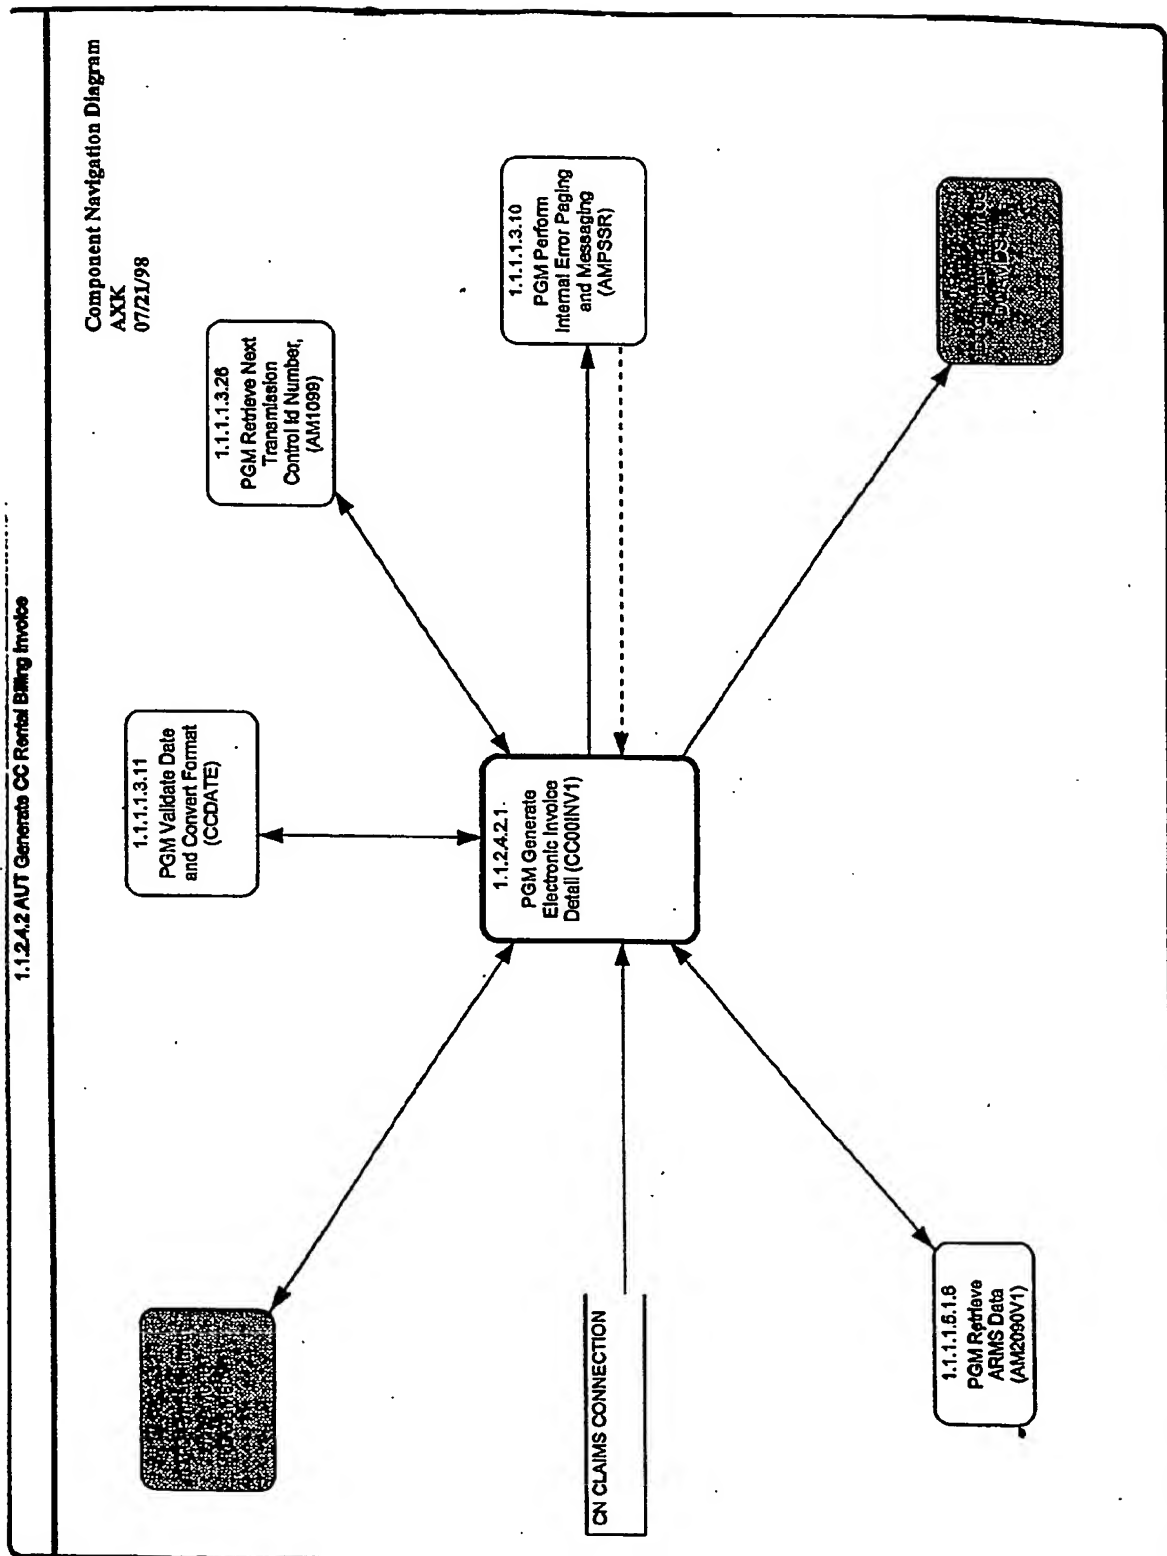 1.1.2.4.2 AUT Generate CC Rental Billing Invoice
Component Navigation Diagram
AXK
07/21/98
1.1.1.1.3.11
PGM Validate Date
and Convert Format
(CCDATE)
1.1.1.1.3.26
PGM Retrieve Next
Transmission
Control Id Number,
(AM1099)
CN CLAIMS CONNECTION
1.1.2.4.2.1.
PGM Generate
Electronic Invoice
Detail (CC00INV1)
1.1.1.1.3.10
PGM Perform
Internal Error Paging
and Messaging
(AMPSSR)
1.1.1.1.5.1.6
PGM Retrieve
ARMS Data
(AM2090V1)